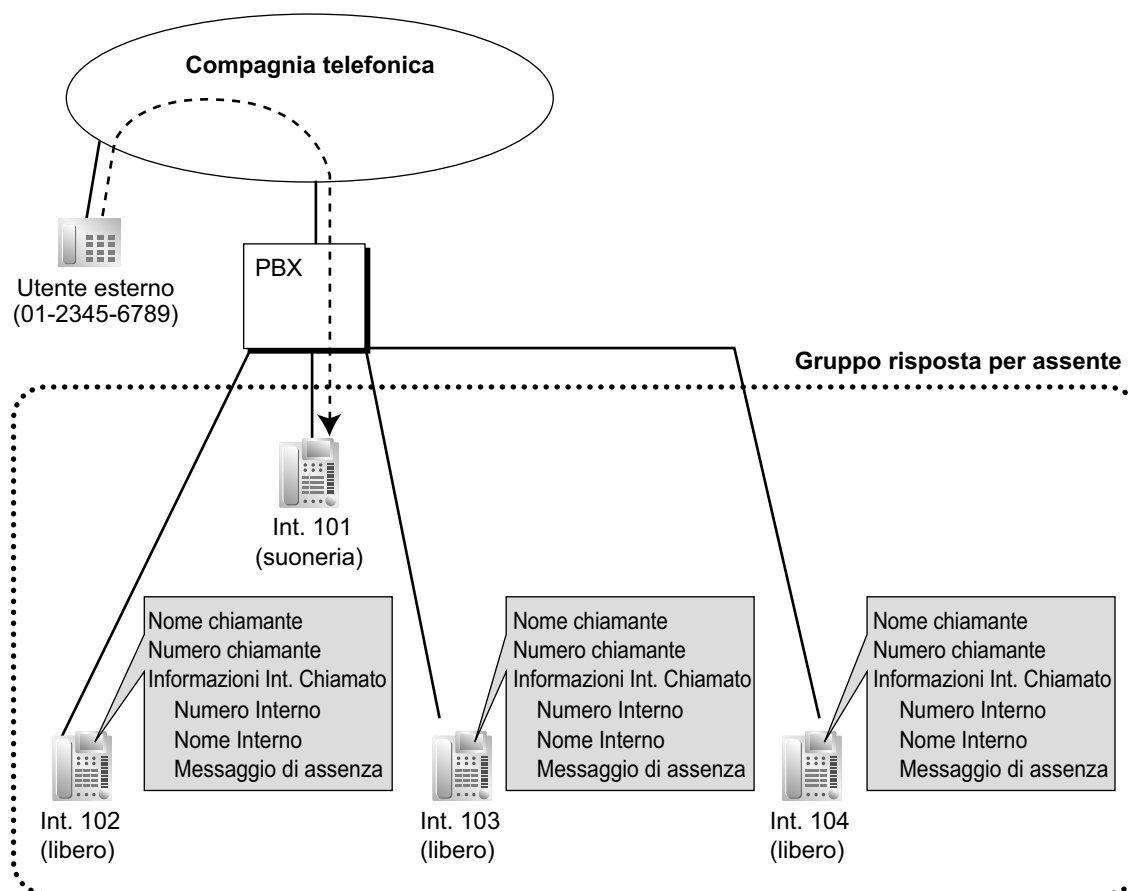 Compagnia telefonica
Utente esterno
(01-2345-6789)
PBX
Gruppo risposta per assente
Int. 101
(suoneria)
Nome chiamante
Numero chiamante
Informazioni Int. Chiamato
Numero Interno
Nome Interno
Messaggio di assenza
Int. 102
(libero)
Nome chiamante
Numero chiamante
Informazioni Int. Chiamato
Numero Interno
Nome Interno
Messaggio di assenza
Int. 103
(libero)
Nome chiamante
Numero chiamante
Informazioni Int. Chiamato
Numero Interno
Nome Interno
Messaggio di assenza
Int. 104
(libero)